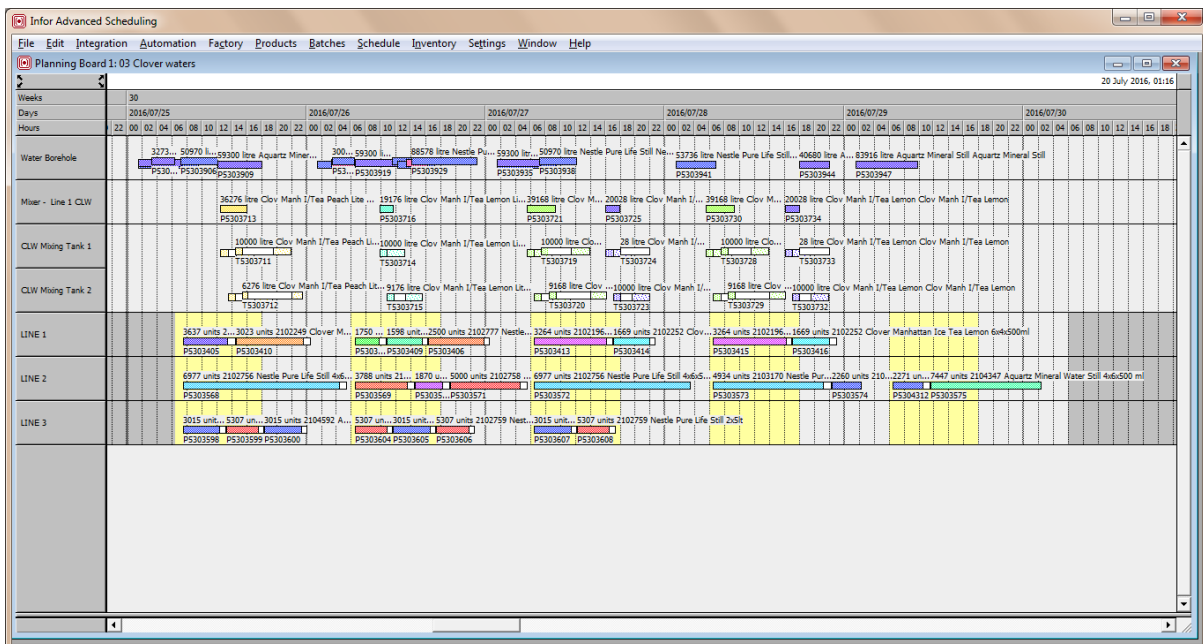 Infor Advanced Scheduling
File Edit Integration Automation Factory Products Batches Schedule Inventory Settings Window Help
Planning Board 1: 03 Clover waters
20 July 2016, 01:16
Weeks 30
Days 2016/07/25 2016/07/26 2016/07/27 2016/07/28 2016/07/29 2016/07/30
Hours 22 00 02 04 06 08 10 12 14 16 18 20 22 00 02 04 06 08 10 12 14 16 18 20 22 00 02 04 06 08 10 12 14 16 18 20 22 00 02 04 06 08 10 12 14 16 18 20 22 00 02 04 06 08 10 12 14 16 18 20 22 00 02 04 06 08 10 12 14 16 18
Water Borehole
3273... 50970 li... 59300 litre Aquartz Miner... 300... 59300 li... 88578 litre Nestle Pu... 59300 litr... 50970 litre Nestle Pure Life Still Ne... 53736 litre Nestle Pure Life Still... 40680 litre A... 83916 litre Aquartz Mineral Still Aquartz Mineral Still
P530... P5303906 P5303909 P53... P5303919 P5303929 P5303935 P5303938 P5303941 P5303944 P5303947
Mixer - Line 1 CLW
36276 litre Clov Manh I/Tea Peach Lite ... 19176 litre Clov Manh I/Tea Lemon Li... 39168 litre Clov M... 20028 litre Clov Manh I/... 39168 litre Clov M... 20028 litre Clov Manh I/Tea Lemon Clov Manh I/Tea Lemon
P5303713 P5303716 P5303721 P5303725 P5303730 P5303734
CLW Mixing Tank 1
10000 litre Clov Manh I/Tea Peach Li... 10000 litre Clov Manh I/Tea Lemon Li... 10000 litre Clo... 28 litre Clov Manh I/... 10000 litre Clo... 28 litre Clov Manh I/Tea Lemon Clov Manh I/Tea Lemon
T5303711 T5303714 T5303719 T5303724 T5303728 T5303733
CLW Mixing Tank 2
6276 litre Clov Manh I/Tea Peach Lit... 9176 litre Clov Manh I/Tea Lemon Lit... 9168 litre Clov ... 10000 litre Clov Manh I/... 9168 litre Clov ... 10000 litre Clov Manh I/Tea Lemon Clov Manh I/Tea Lemon
T5303712 T5303715 T5303720 T5303723 T5303729 T5303732
LINE 1
3637 units 2... 3023 units 2102249 Clover M... 1750 ... 1598 unit... 2500 units 2102777 Nestle... 3264 units 2102196... 1669 units 2102252 Clov... 3264 units 2102196... 1669 units 2102252 Clover Manhattan Ice Tea Lemon 6x4x500ml
P5303405 P5303410 P5303... P5303409 P5303406 P5303413 P5303414 P5303415 P5303416
LINE 2
6977 units 2102756 Nestle Pure Life Still 4x6... 3788 units 21... 1870 u... 5000 units 2102758 ... 6977 units 2102756 Nestle Pure Life Still 4x6x5... 4934 units 2103170 Nestle Pur... 2260 units 210... 2271 un... 7447 units 2104347 Aquartz Mineral Water Still 4x6x500 ml
P5303568 P5303569 P53035... P5303571 P5303572 P5303573 P5303574 P5304312 P5303575
LINE 3
3015 unit... 5307 un... 3015 units 2104592 A... 5307 un... 3015 unit... 5307 units 2102759 Nest... 3015 unit... 5307 units 2102759 Nestle Pure Life Still 2x5lt
P5303598 P5303599 P5303600 P5303604 P5303605 P5303606 P5303607 P5303608